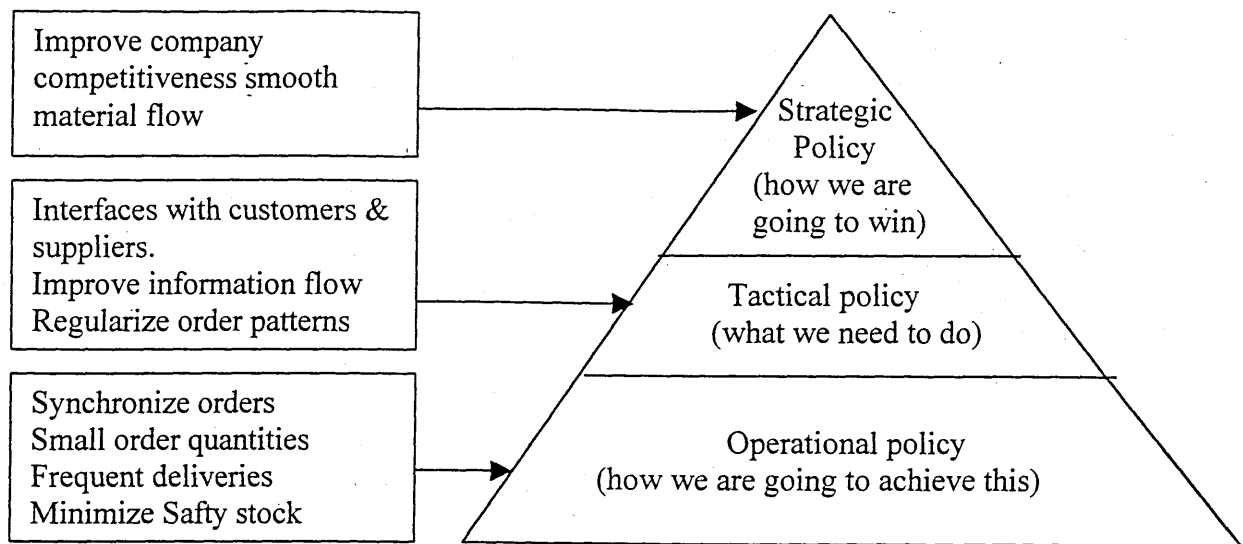 Improve company
competitiveness smooth
material flow
Strategic
Policy
(how we are
going to win)
Interfaces with customers &
suppliers.
Improve information flow
Regularize order patterns
Tactical policy
(what we need to do)
Synchronize orders
Small order quantities
Frequent deliveries
Minimize Safty stock
Operational policy
(how we are going to achieve this)